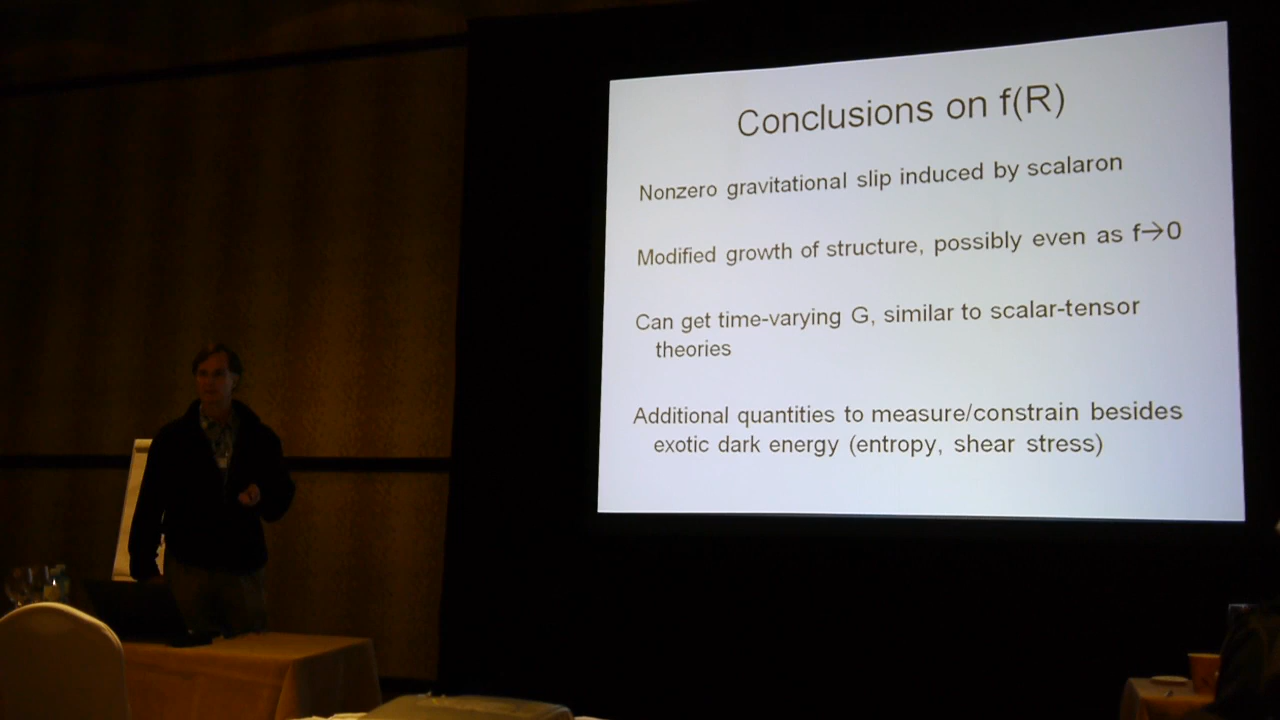 Conclusions on f(R)
Nonzero gravitational slip induced by scalaron
Modified growth of structure, possibly even as f→0
Can get time-varying G, similar to scalar-tensor
theories
Additional quantities to measure/constrain besides
exotic dark energy (entropy, shear stress)